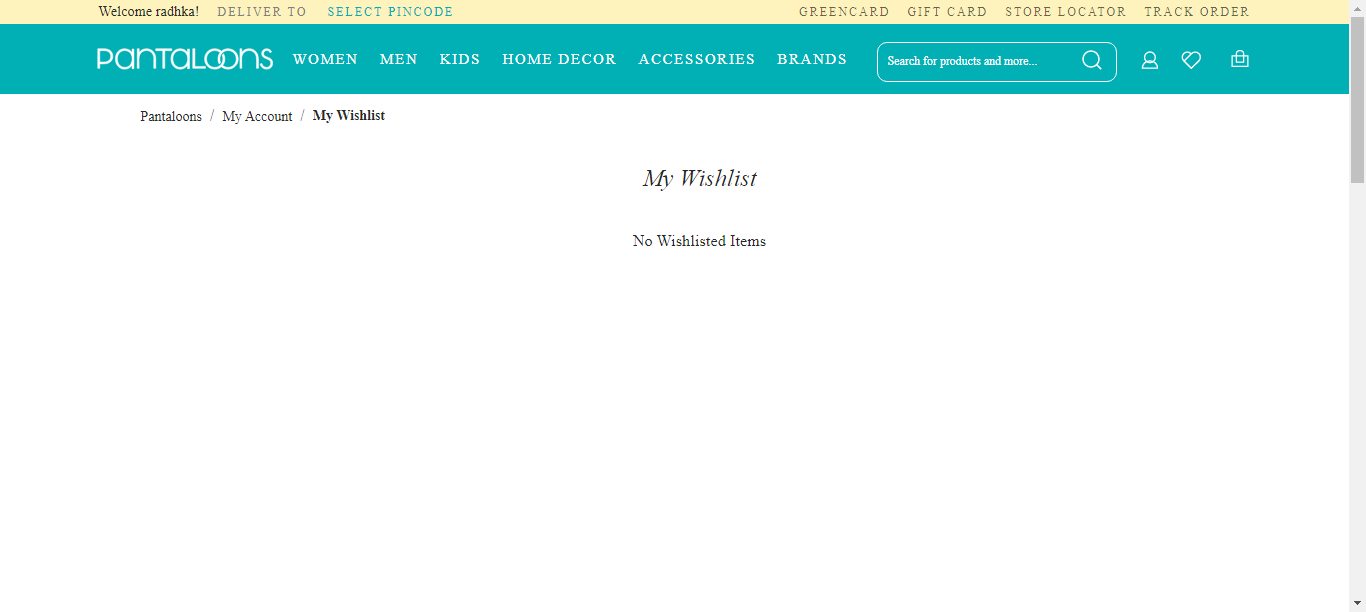 Welcome radhka! DELIVER TO SELECT PINCODE GREENCARD GIFT CARD STORE LOCATOR TRACK ORDER
PANTALOONS WOMEN MEN KIDS HOME DECOR ACCESSORIES BRANDS Search for products and more...
Pantaloons / My Account / My Wishlist
My Wishlist
No Wishlisted Items